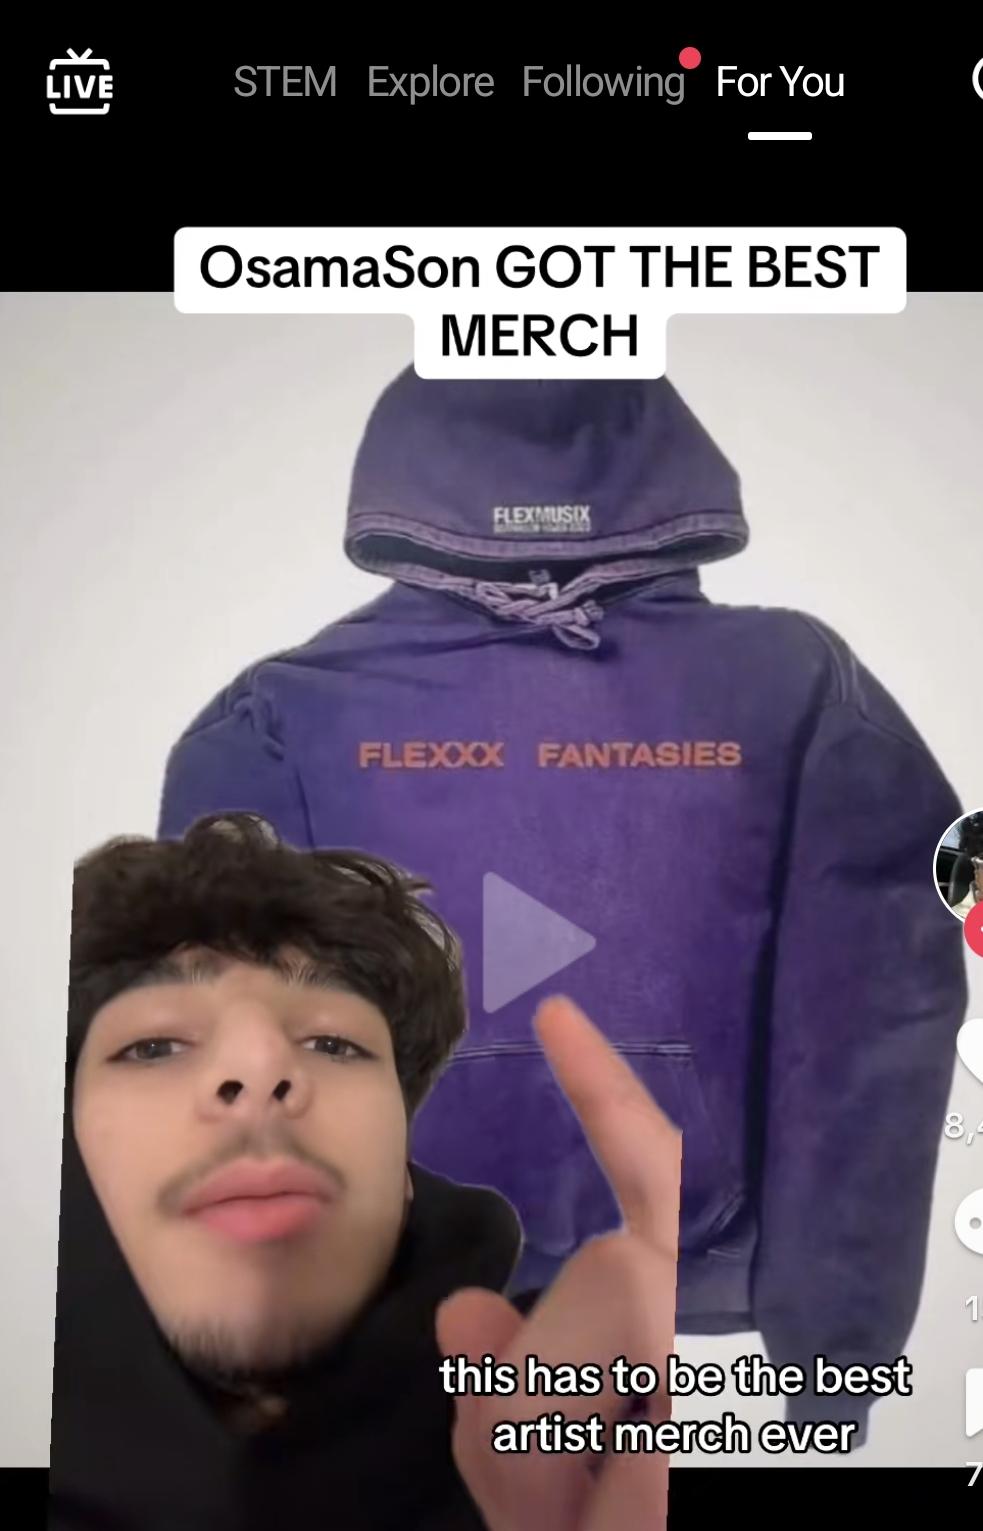 LIVE
STEM Explore Following For You
OsamaSon GOT THE BEST
MERCH
FLEXMUSIX
FLEXXX FANTASIES
this has to be the best
artist merch ever